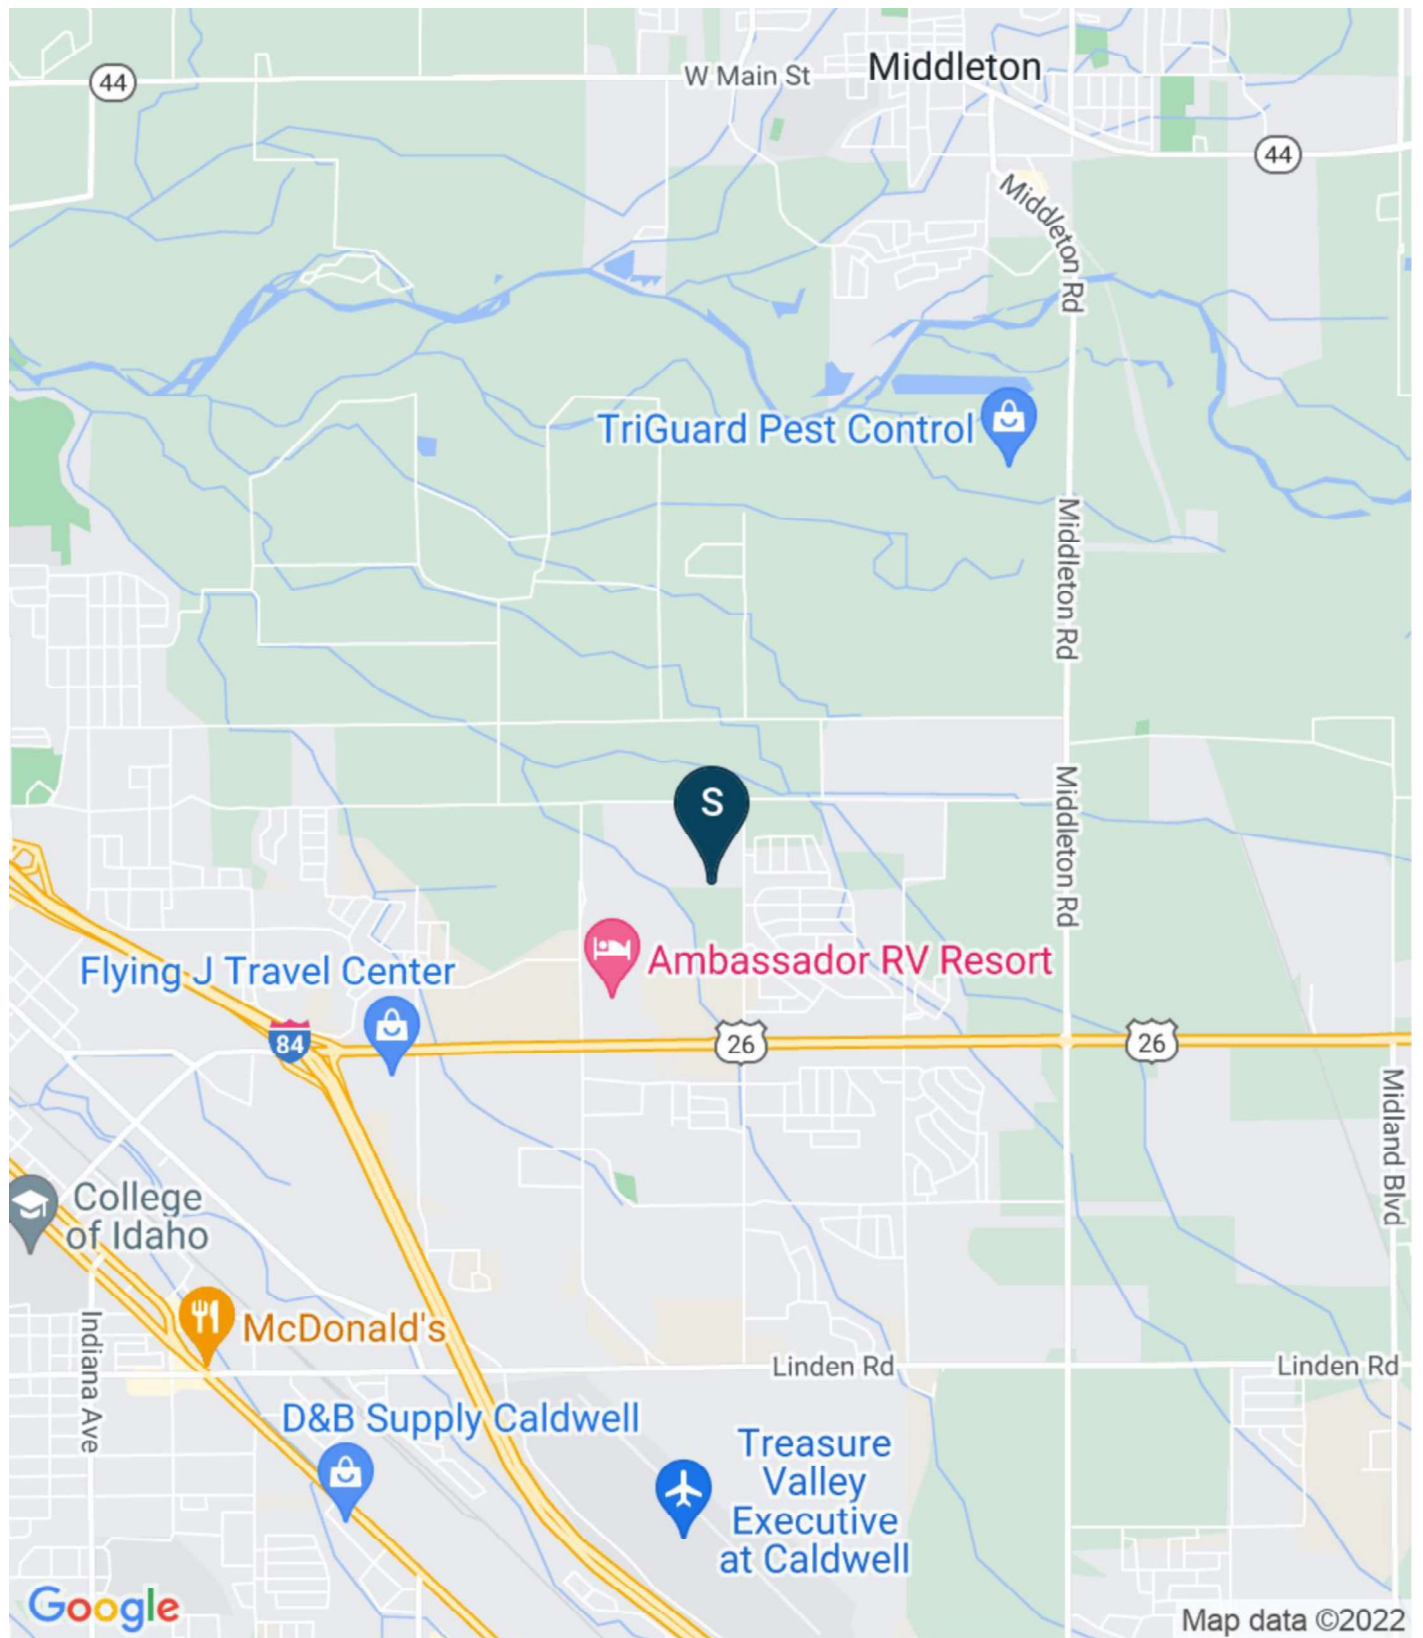 44
W Main St
Middleton
44
Middleton Rd
TriGuard Pest Control
Middleton Rd
S
Middleton Rd
Ambassador RV Resort
Flying J Travel Center
84
26
26
Midland Blvd
College
of Idaho
McDonald's
Indiana Ave
Linden Rd
Linden Rd
D&B Supply Caldwell
Treasure
Valley
Executive
at Caldwell
Google
Map data ©2022